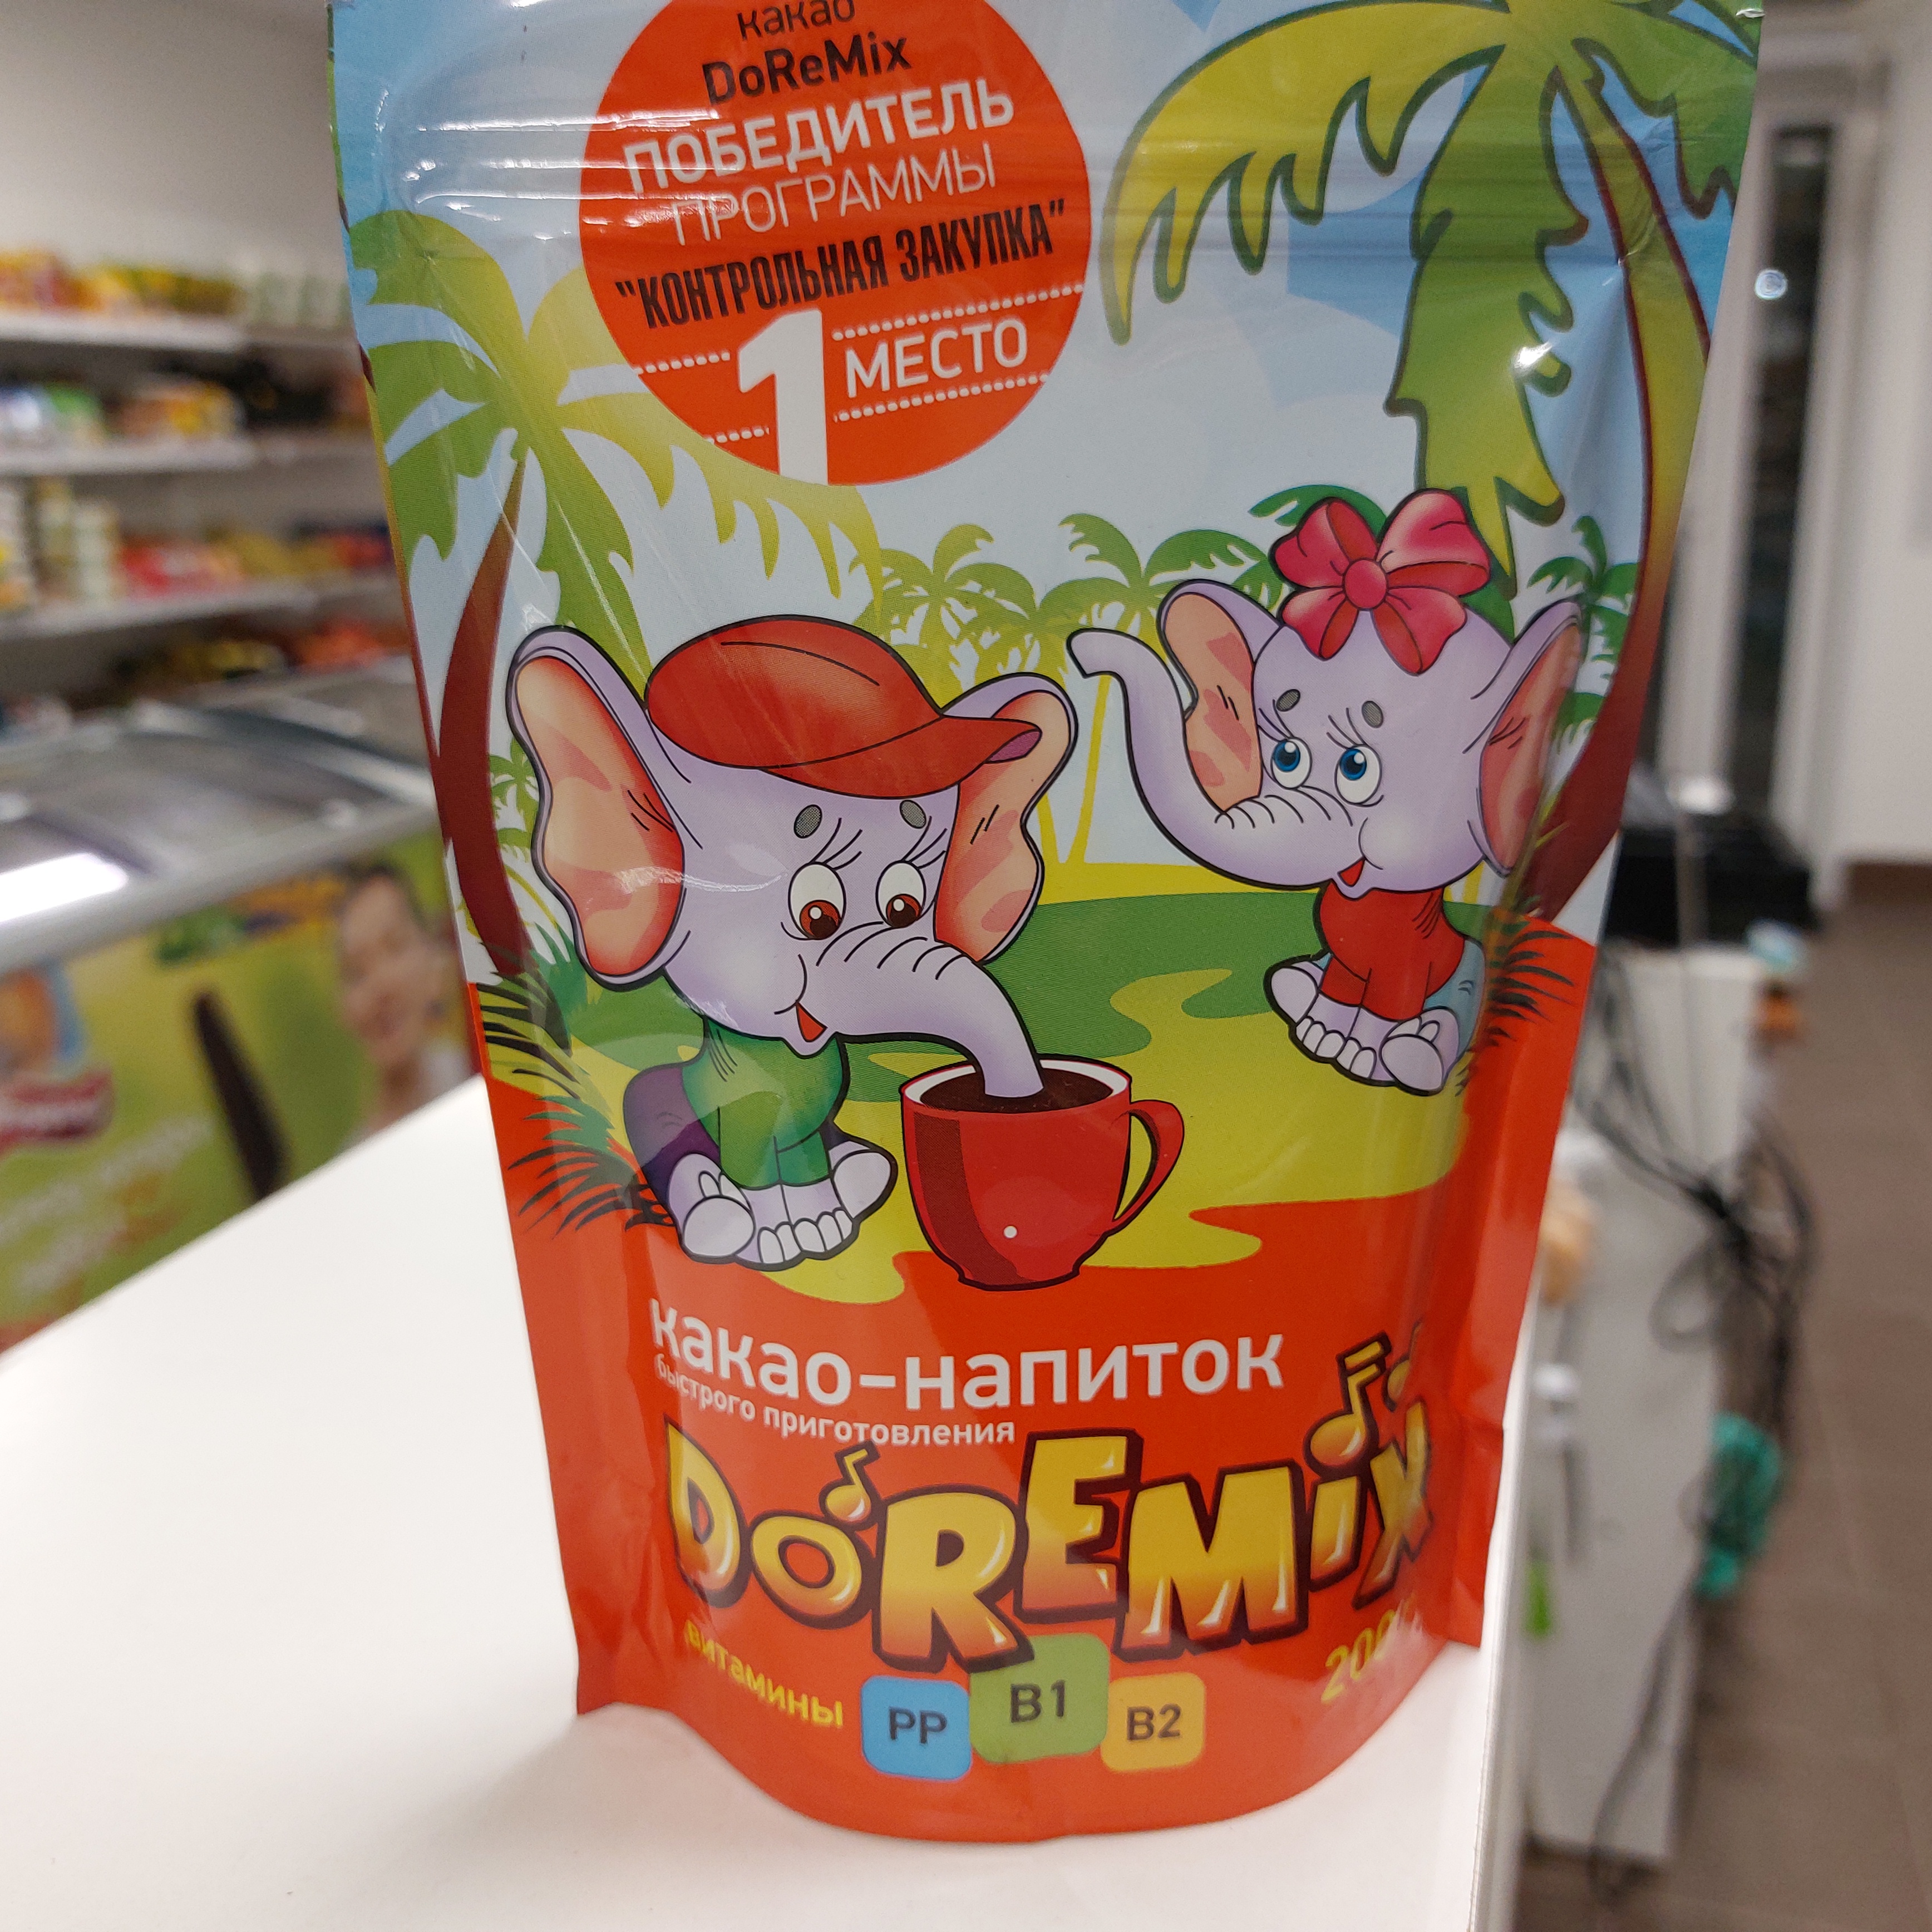 какао
DoReMix
ПОБЕДИТЕЛЬ
ПРОГРАММЫ
"КОНТРОЛЬНАЯ ЗАКУПКА"
1 МЕСТО
какао-напиток
быстрого приготовления
DOREMiX
витамины PP B1 B2